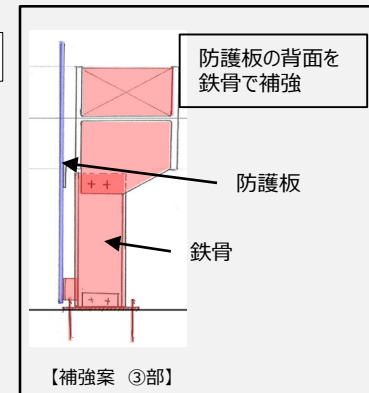 防護板の背面を
鉄骨で補強
防護板
鉄骨
【補強案 ③部】